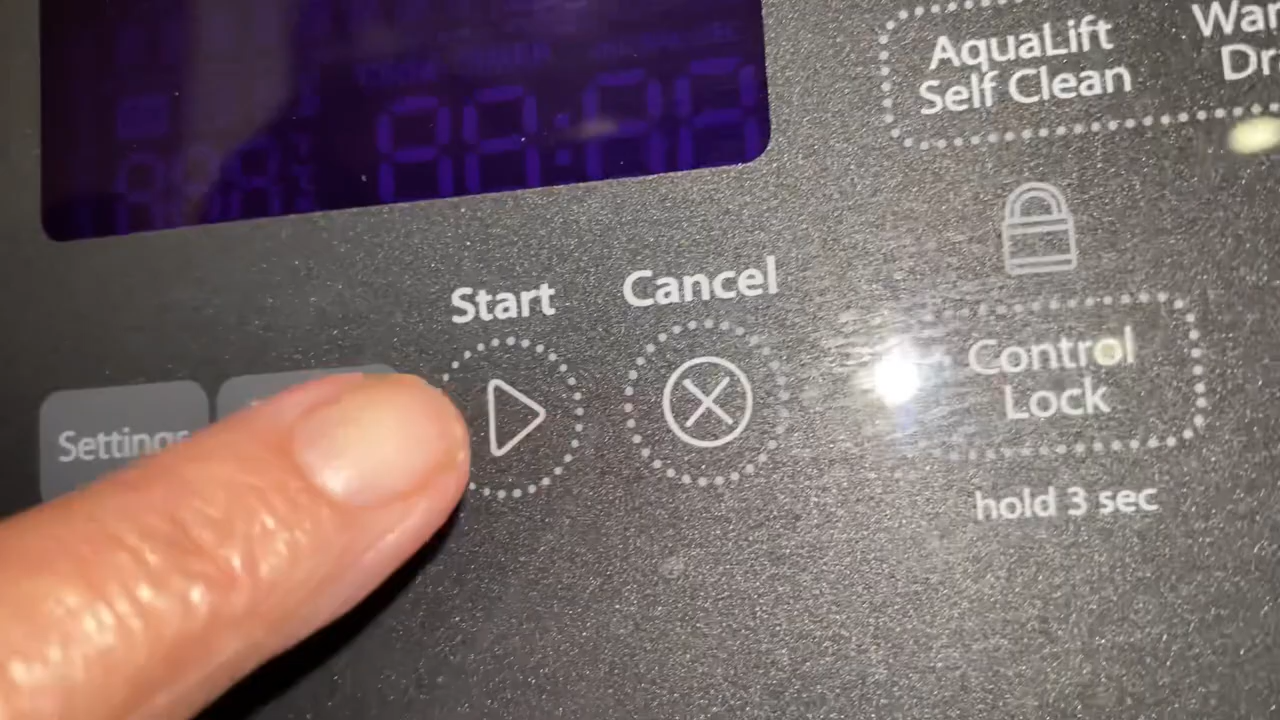 AquaLift
Self Clean
Start
Cancel
Control
Lock
Settings
hold 3 sec